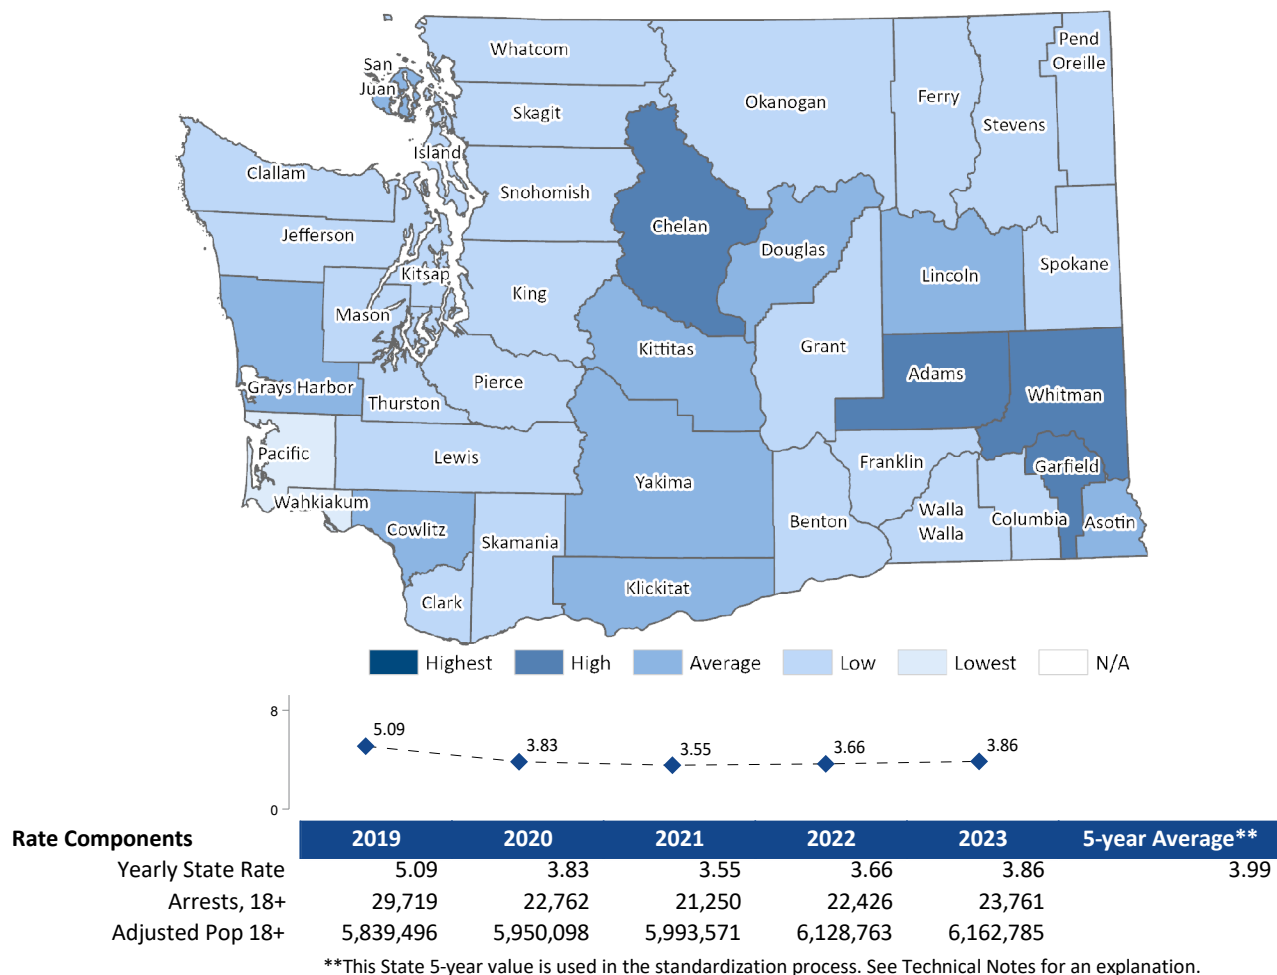 Whatcom
Pend
Oreille
San
Juan
Okanogan
Ferry
Skagit
Stevens
Island
Clallam
Snohomish
Chelan
Jefferson
Douglas
Kitsap
Lincoln
Spokane
King
Mason
Kittitas
Grant
Adams
Grays Harbor
Pierce
Whitman
Thurston
Pacific
Lewis
Franklin
Garfield
Yakima
Wahkiakum
Walla
Walla
Columbia
Asotin
Cowlitz
Benton
Skamania
Klickitat
Clark
Highest High Average Low Lowest N/A
8
5.09 3.83 3.55 3.66 3.86
0
Rate Components 2019 2020 2021 2022 2023 5-year Average**
Yearly State Rate 5.09 3.83 3.55 3.66 3.86 3.99
Arrests, 18+ 29,719 22,762 21,250 22,426 23,761
Adjusted Pop 18+ 5,839,496 5,950,098 5,993,571 6,128,763 6,162,785
**This State 5-year value is used in the standardization process. See Technical Notes for an explanation.